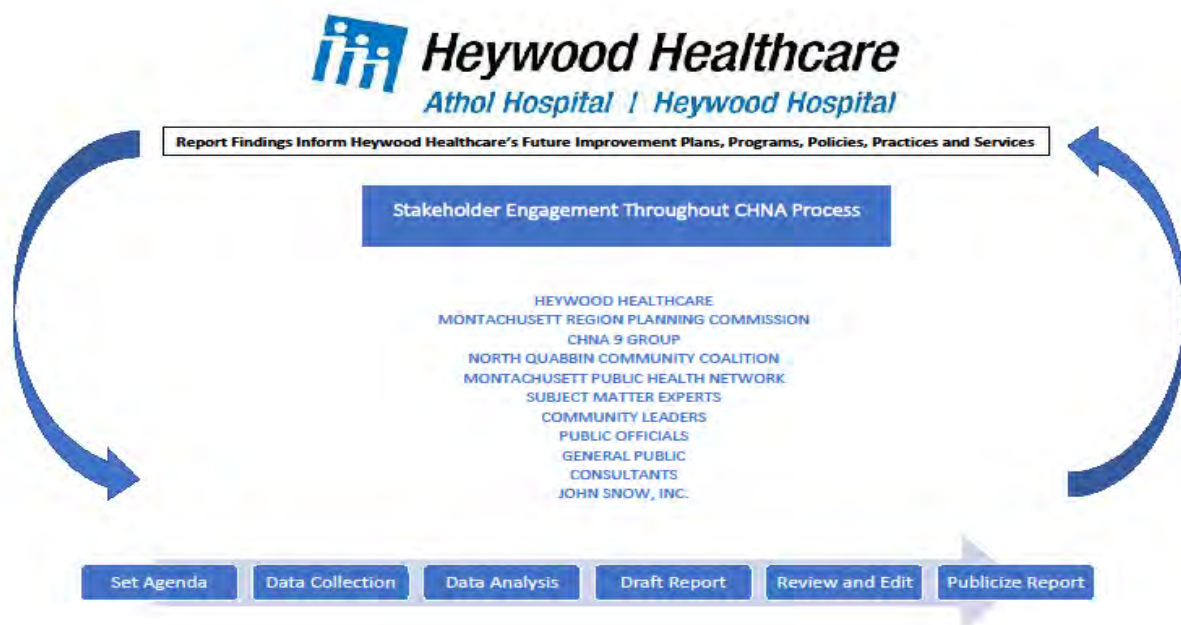 Heywood Healthcare
Athol Hospital | Heywood Hospital
Report Findings Inform Heywood Healthcare's Future Improvement Plans, Programs, Policies, Practices and Services
Stakeholder Engagement Throughout CHNA Process
HEYWOOD HEALTHCARE
MONTACHUSETT REGION PLANNING COMMISSION
CHNA 9 GROUP
NORTH QUABBIN COMMUNITY COALITION
MONTACHUSETT PUBLIC HEALTH NETWORK
SUBJECT MATTER EXPERTS
COMMUNITY LEADERS
PUBLIC OFFICIALS
GENERAL PUBLIC
CONSULTANTS
JOHN SNOW, INC.
Set Agenda
Data Collection
Data Analysis
Draft Report
Review and Edit
Publicize Report